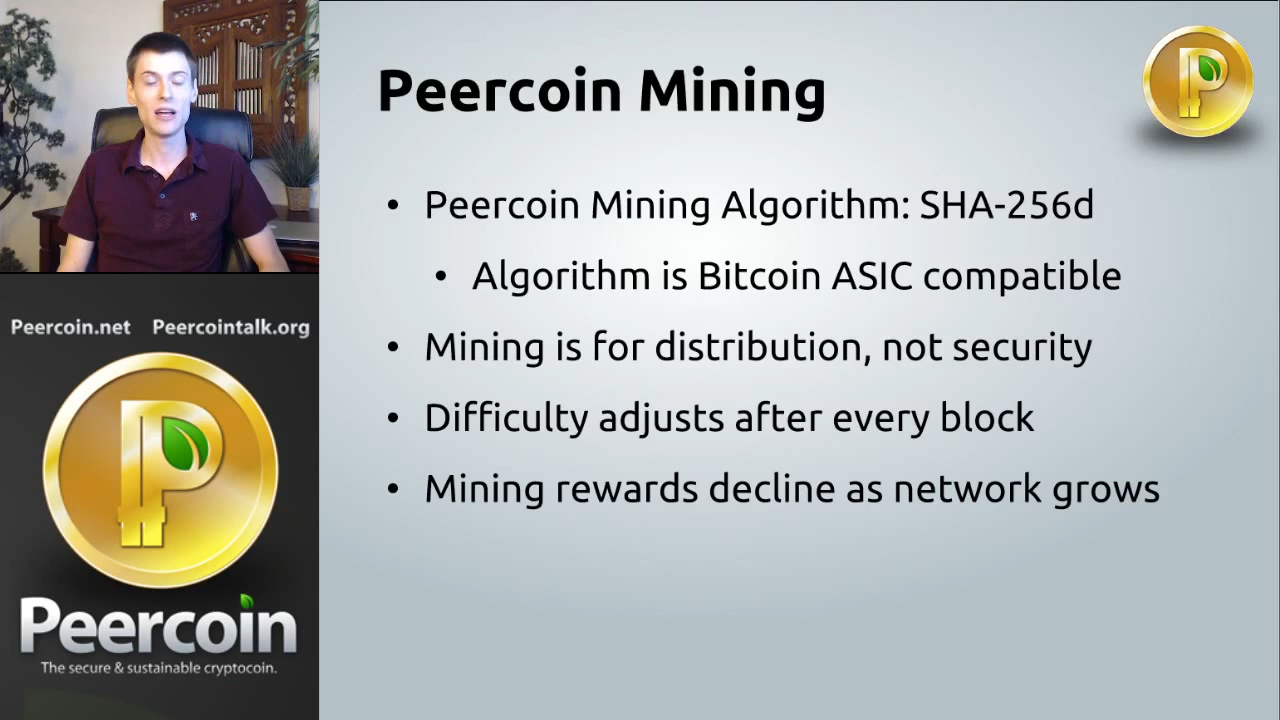 Peercoin Mining
• Peercoin Mining Algorithm: SHA-256d
• Algorithm is Bitcoin ASIC compatible
• Mining is for distribution, not security
• Difficulty adjusts after every block
• Mining rewards decline as network grows
Peercoin.net Peercointalk.org
Peercoin
The secure & sustainable cryptocoin.